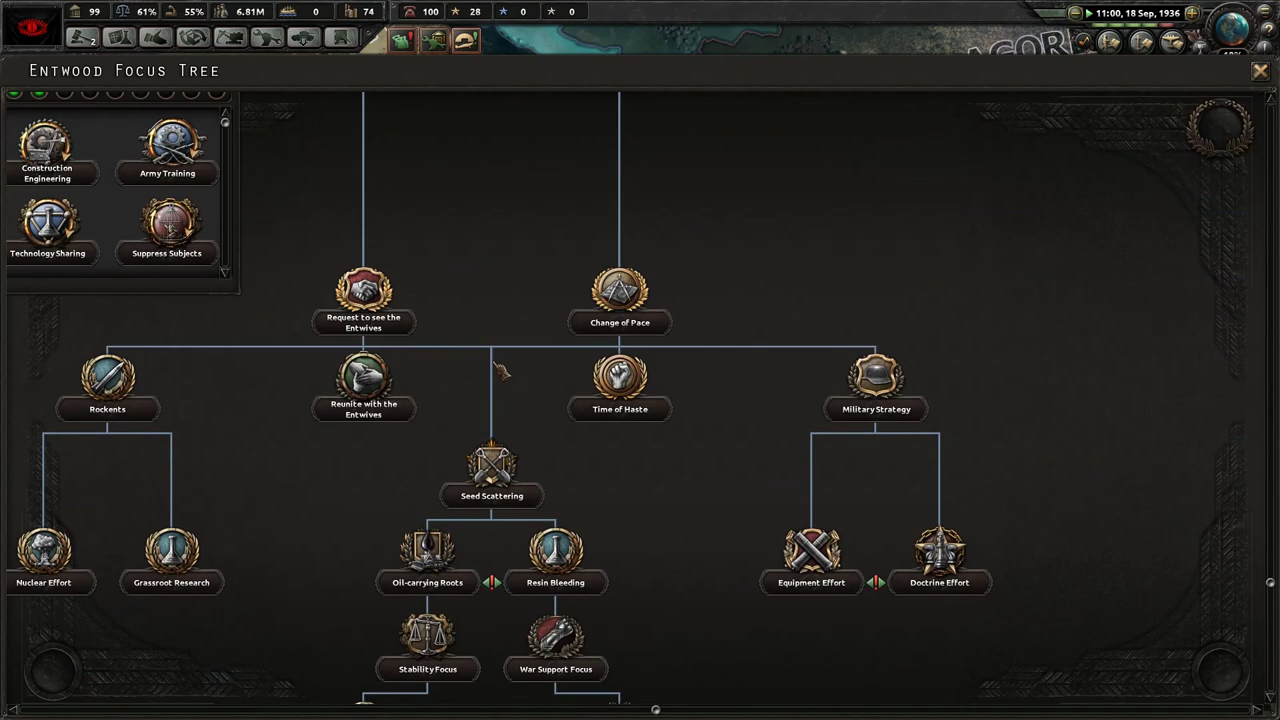 99 61% 55% 6.81M 0 74 100 28 0 0 11:00, 18 Sep, 1936
2
AGOR
Entwood Focus Tree
Construction
Engineering
Army Training
Technology Sharing
Suppress Subjects
Request to see the
Entwives
Change of Pace
Rockents
Reunite with the
Entwives
Time of Haste
Military Strategy
Seed Scattering
Nuclear Effort
Grassroot Research
Oil-carrying Roots
Resin Bleeding
Equipment Effort
Doctrine Effort
Stability Focus
War Support Focus